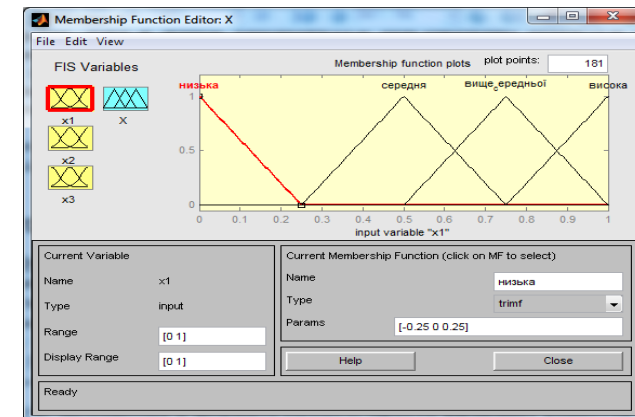 Membership Function Editor: X
File Edit View
FIS Variables
x1
X
x2
x3
Membership function plots
plot points:
181
низька
середня
вище_середньої
висока
1
0.5
0
0 0.1 0.2 0.3 0.4 0.5 0.6 0.7 0.8 0.9 1
input variable "x1"
Current Variable
Name x1
Type input
Range [0 1]
Display Range [0 1]
Current Membership Function (click on MF to select)
Name низька
Type trimf
Params [-0.25 0 0.25]
Help
Close
Ready